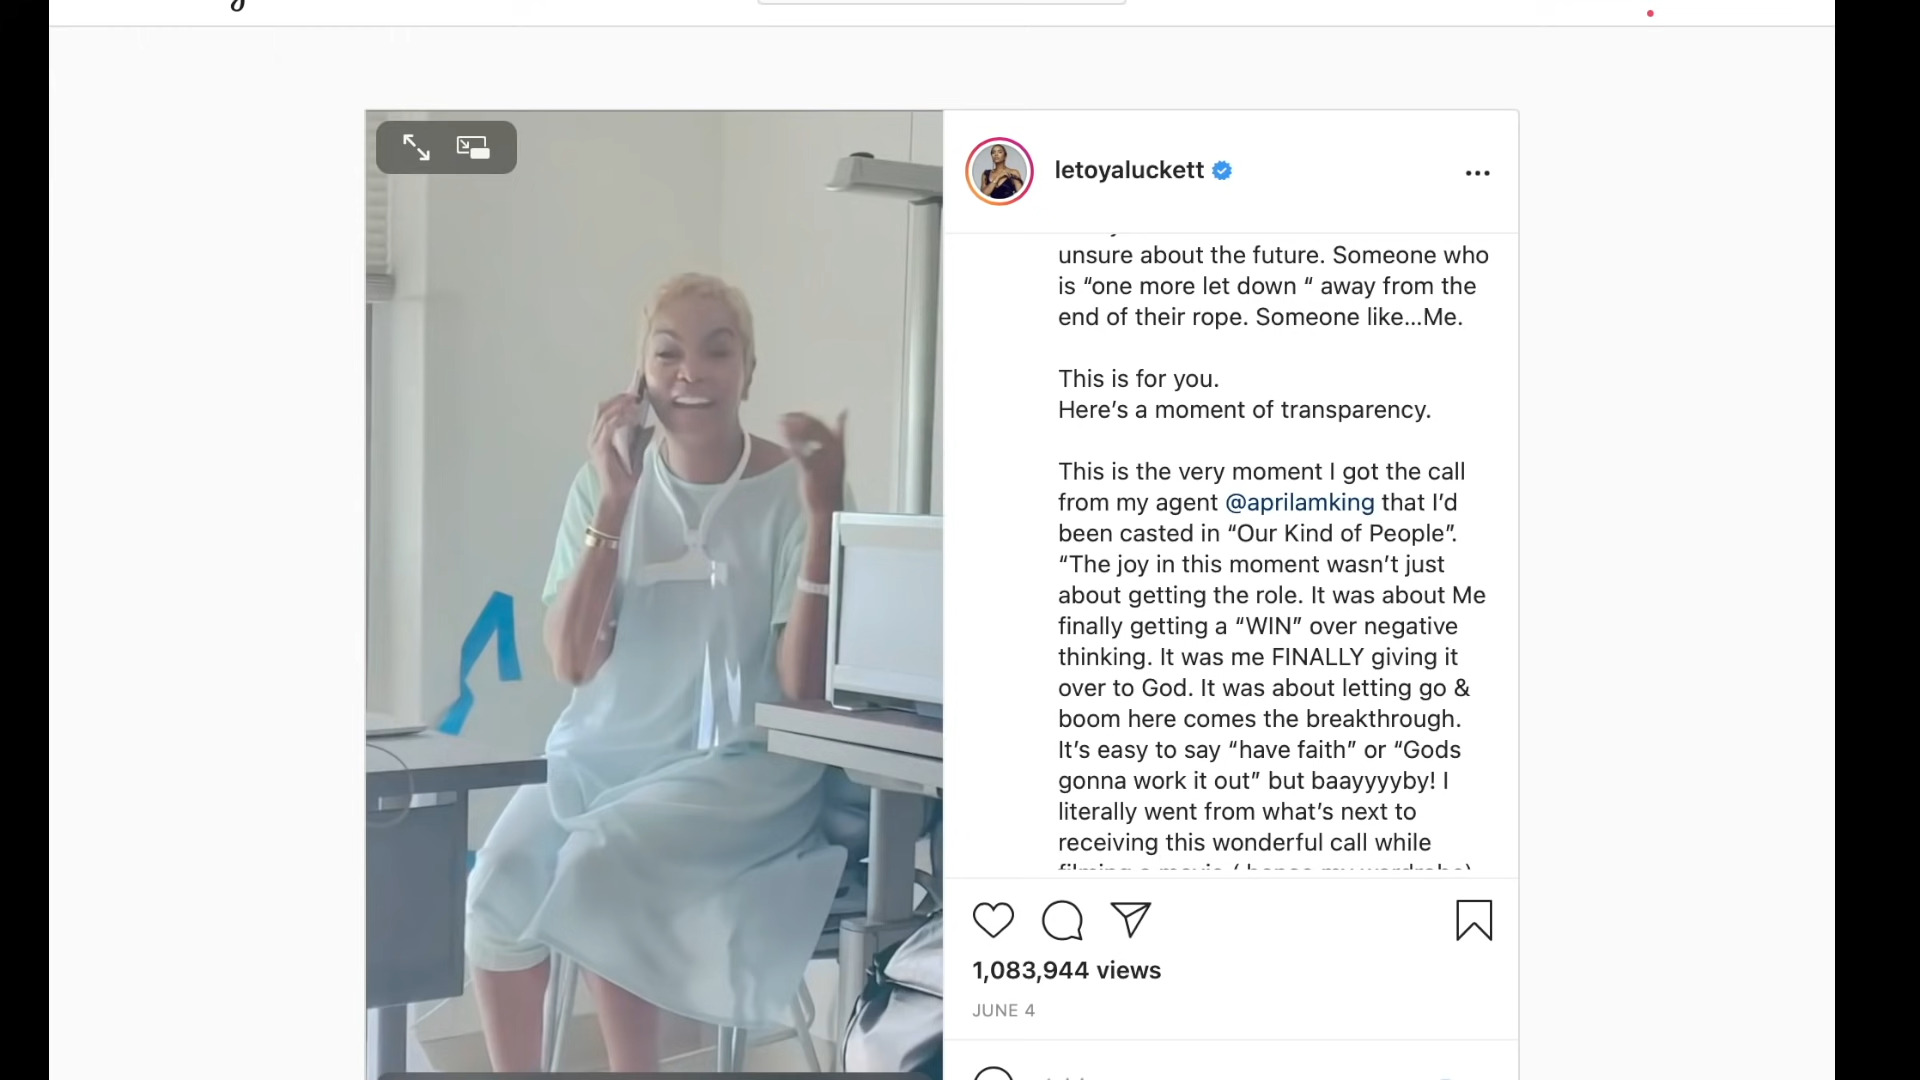 letoyaluckett
unsure about the future. Someone who
is “one more let down “ away from the
end of their rope. Someone like...Me.
This is for you.
Here’s a moment of transparency.
This is the very moment I got the call
from my agent @aprilamking that I’d
been casted in “Our Kind of People”.
“The joy in this moment wasn’t just
about getting the role. It was about Me
finally getting a “WIN” over negative
thinking. It was me FINALLY giving it
over to God. It was about letting go &
boom here comes the breakthrough.
It’s easy to say “have faith” or “Gods
gonna work it out” but baayyyyby! I
literally went from what’s next to
receiving this wonderful call while
1,083,944 views
JUNE 4